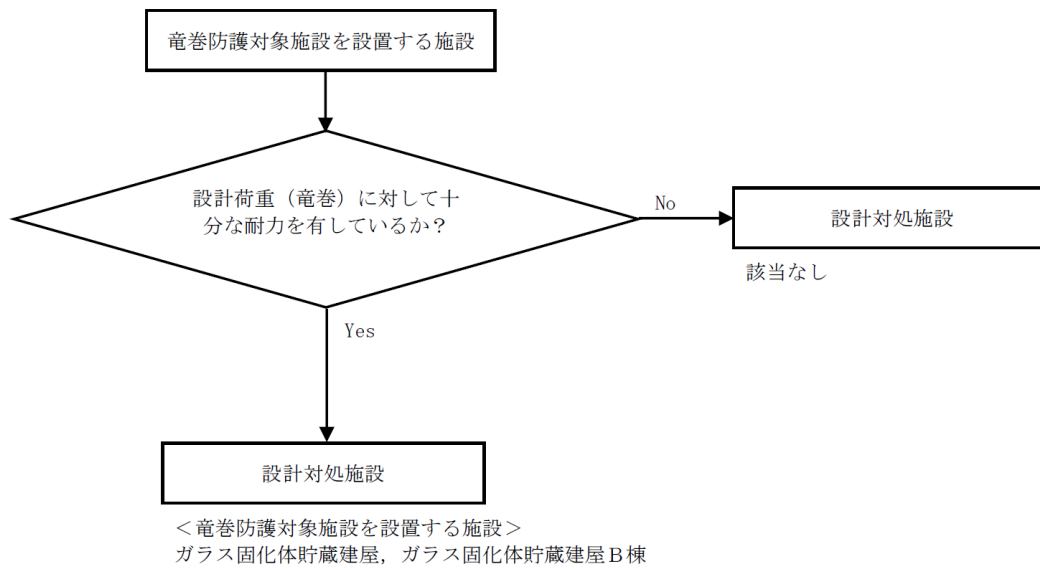 竜巻防護対象施設を設置する施設
設計荷重（竜巻）に対して十
分な耐力を有しているか？
No
設計対処施設
該当なし
Yes
設計対処施設
＜竜巻防護対象施設を設置する施設＞
ガラス固化体貯蔵建屋，ガラス固化体貯蔵建屋Ｂ棟